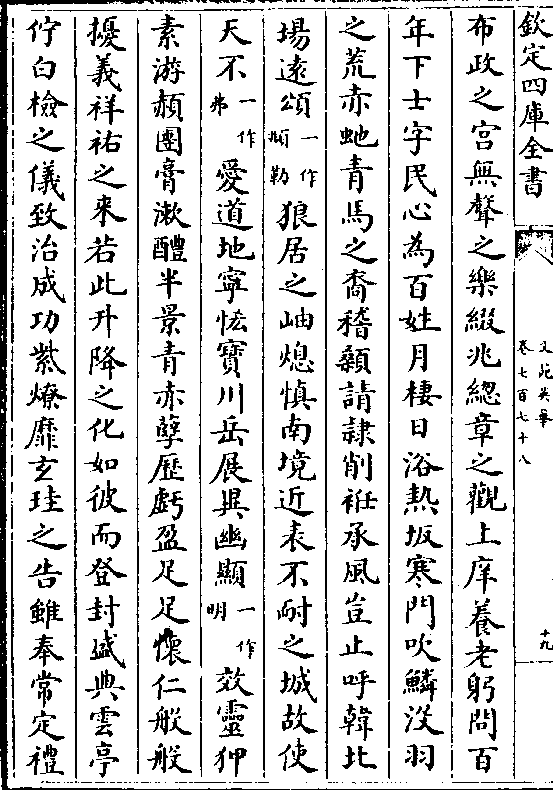 欽定四庫全書
文苑英華
卷七百七十八
十九
布政之宫無聲之樂綴兆緫章之觀上庠養老躬問百
年下士字民心為百姓月棲日浴熱坂寒門吹鱗没羽
之荒赤虵青馬之裔稽顙請隷削袵承風豈止呼韓北
場遠頌一作頫勒狼居之岫熄慎南境近表不耐之城故使
天不一作弗愛道地寧恡寳川岳展異幽顯一作明效靈狎
素游頳團膏漱醴半景青赤孽歴虧盈足足懐仁般般
擾義祥祐之來若此升降之化如彼而登封盛典雲亭
佇白檢之儀致治成功紫燎靡玄珪之告雖奉常定禮